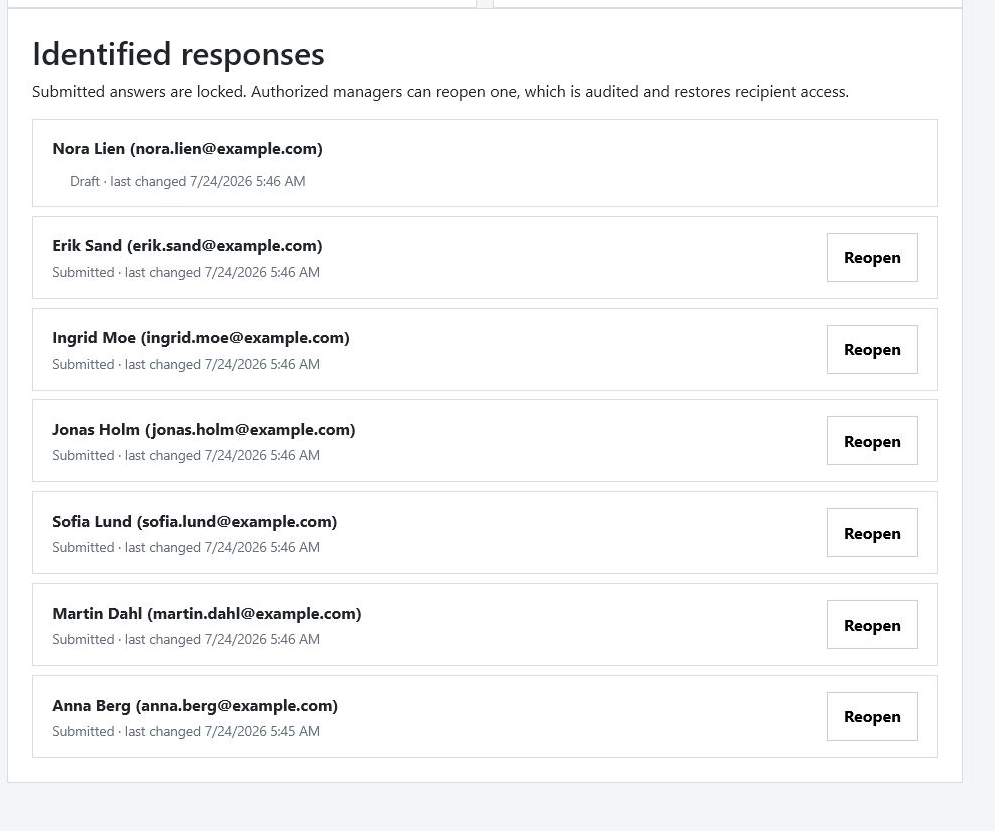 Identified responses
Submitted answers are locked. Authorized managers can reopen one, which is audited and restores recipient access.
Nora Lien (nora.lien@example.com)
Draft · last changed 7/24/2026 5:46 AM
Erik Sand (erik.sand@example.com)
Submitted · last changed 7/24/2026 5:46 AM
Reopen
Ingrid Moe (ingrid.moe@example.com)
Submitted · last changed 7/24/2026 5:46 AM
Reopen
Jonas Holm (jonas.holm@example.com)
Submitted · last changed 7/24/2026 5:46 AM
Reopen
Sofia Lund (sofia.lund@example.com)
Submitted · last changed 7/24/2026 5:46 AM
Reopen
Martin Dahl (martin.dahl@example.com)
Submitted · last changed 7/24/2026 5:46 AM
Reopen
Anna Berg (anna.berg@example.com)
Submitted · last changed 7/24/2026 5:45 AM
Reopen